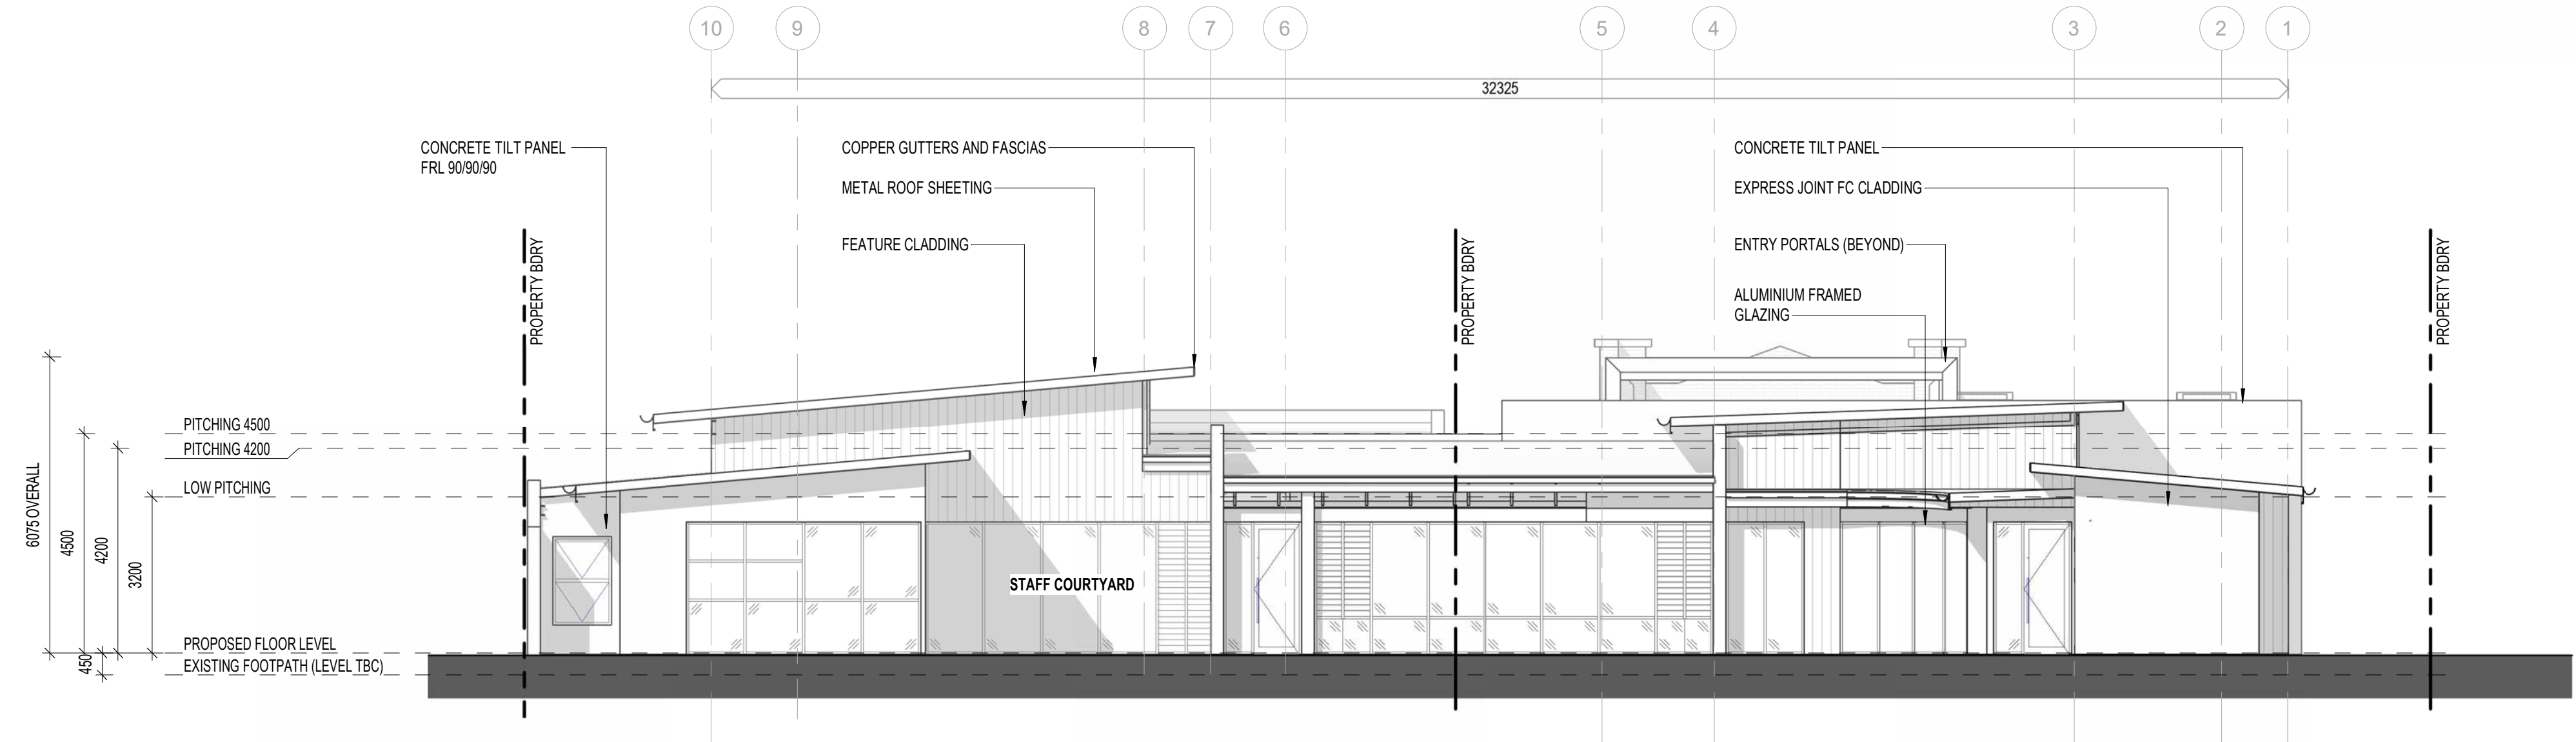 10
9
8
7
6
5
4
3
2
1
32325
CONCRETE TILT PANEL
FRL 90/90/90
COPPER GUTTERS AND FASCIAS
METAL ROOF SHEETING
FEATURE CLADDING
CONCRETE TILT PANEL
EXPRESS JOINT FC CLADDING
ENTRY PORTALS (BEYOND)
ALUMINIUM FRAMED
GLAZING
PROPERTY BDRY
PROPERTY BDRY
PROPERTY BDRY
PITCHING 4500
PITCHING 4200
LOW PITCHING
6075 OVERALL
4500
4200
3200
STAFF COURTYARD
PROPOSED FLOOR LEVEL
450
EXISTING FOOTPATH (LEVEL TBC)